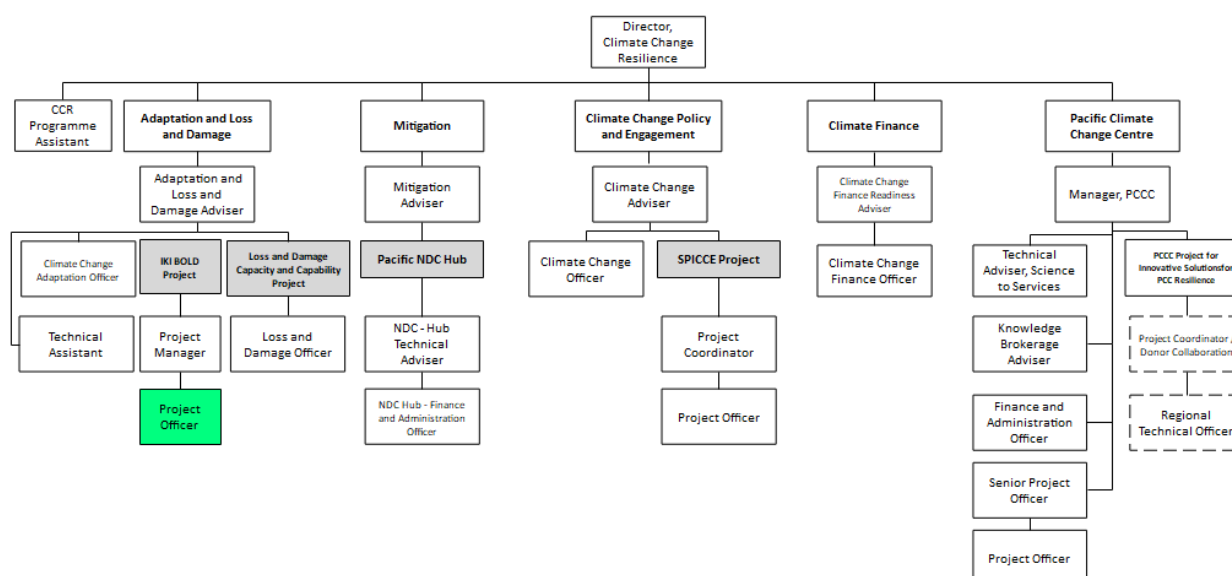 Director,
Climate Change
Resilience
CCR
Programme
Assistant
Adaptation and Loss
and Damage
Mitigation
Climate Change Policy
and Engagement
Climate Finance
Pacific Climate
Change Centre
Adaptation and
Loss and
Damage Adviser
Mitigation
Adviser
Climate Change
Adviser
Climate Change
Finance Readiness
Adviser
Manager, PCCC
Climate Change
Adaptation Officer
IKI BOLD
Project
Loss and Damage
Capacity and Capability
Project
Pacific NDC Hub
Climate Change
Officer
SPICCE Project
Climate Change
Finance Officer
Technical
Adviser, Science
to Services
PCCC Project for
Innovative Solutionsfor
PCC Resilience
Technical
Assistant
Project
Manager
Loss and
Damage Officer
NDC - Hub
Technical
Adviser
Project
Coordinator
Knowledge
Brokerage
Adviser
Project Coordinator ,
Donor Collaboration
Project
Officer
NDC Hub - Finance
and Administration
Officer
Project Officer
Finance and
Administration
Officer
Regional
Technical Officer
Senior Project
Officer
Project Officer